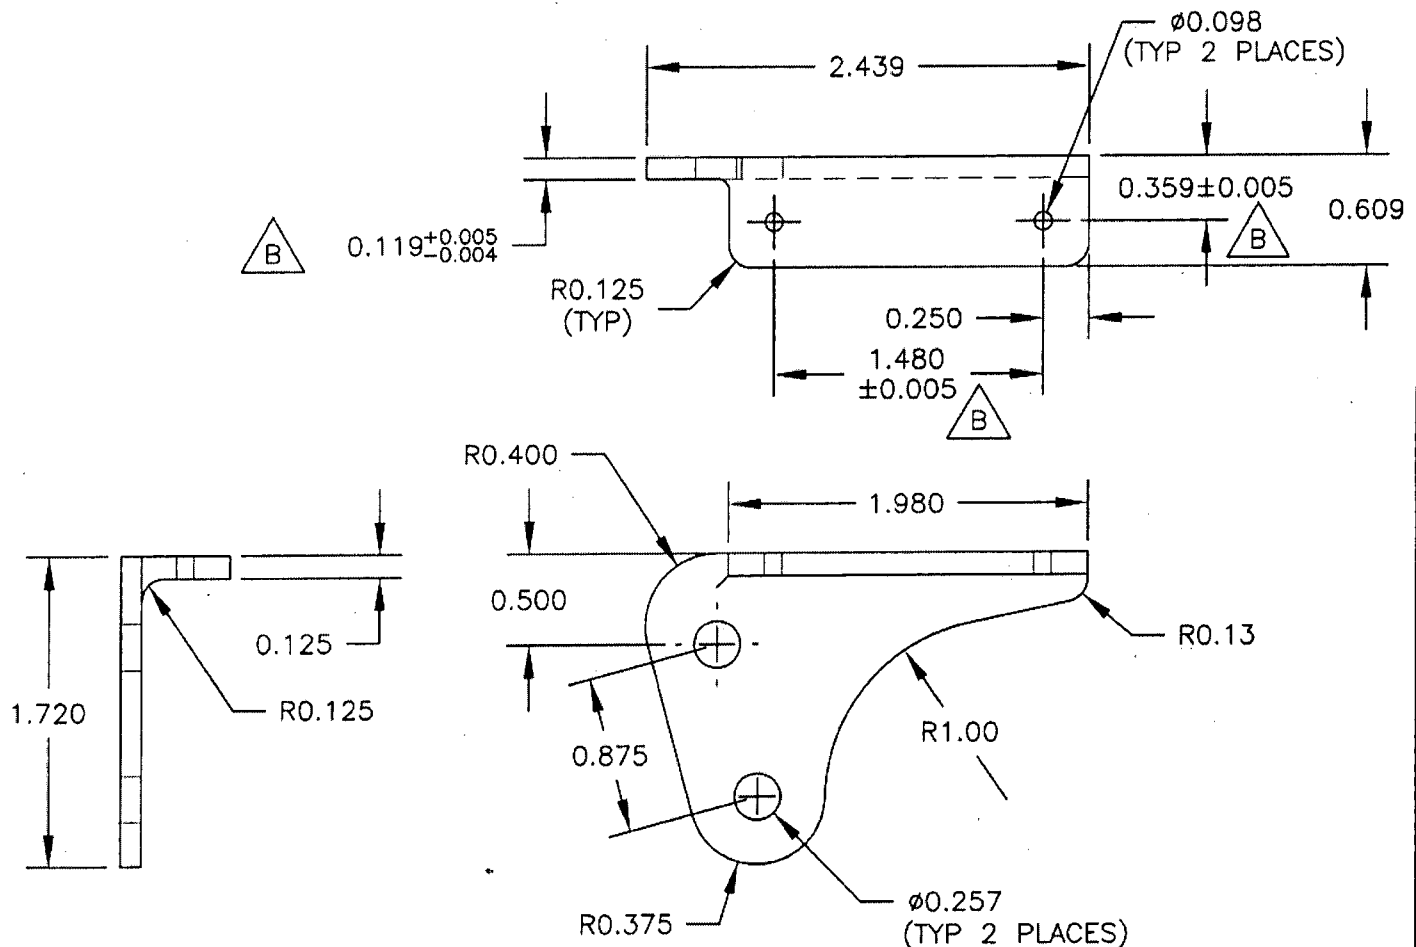 ø0.098
(TYP 2 PLACES)
2.439
0.359±0.005
0.609
B
0.119+0.005
-0.004
B
R0.125
(TYP)
0.250
1.480
±0.005
B
R0.400
1.980
0.500
0.125
R0.13
R0.125
1.720
R1.00
0.875
ø0.257
(TYP 2 PLACES)
R0.375